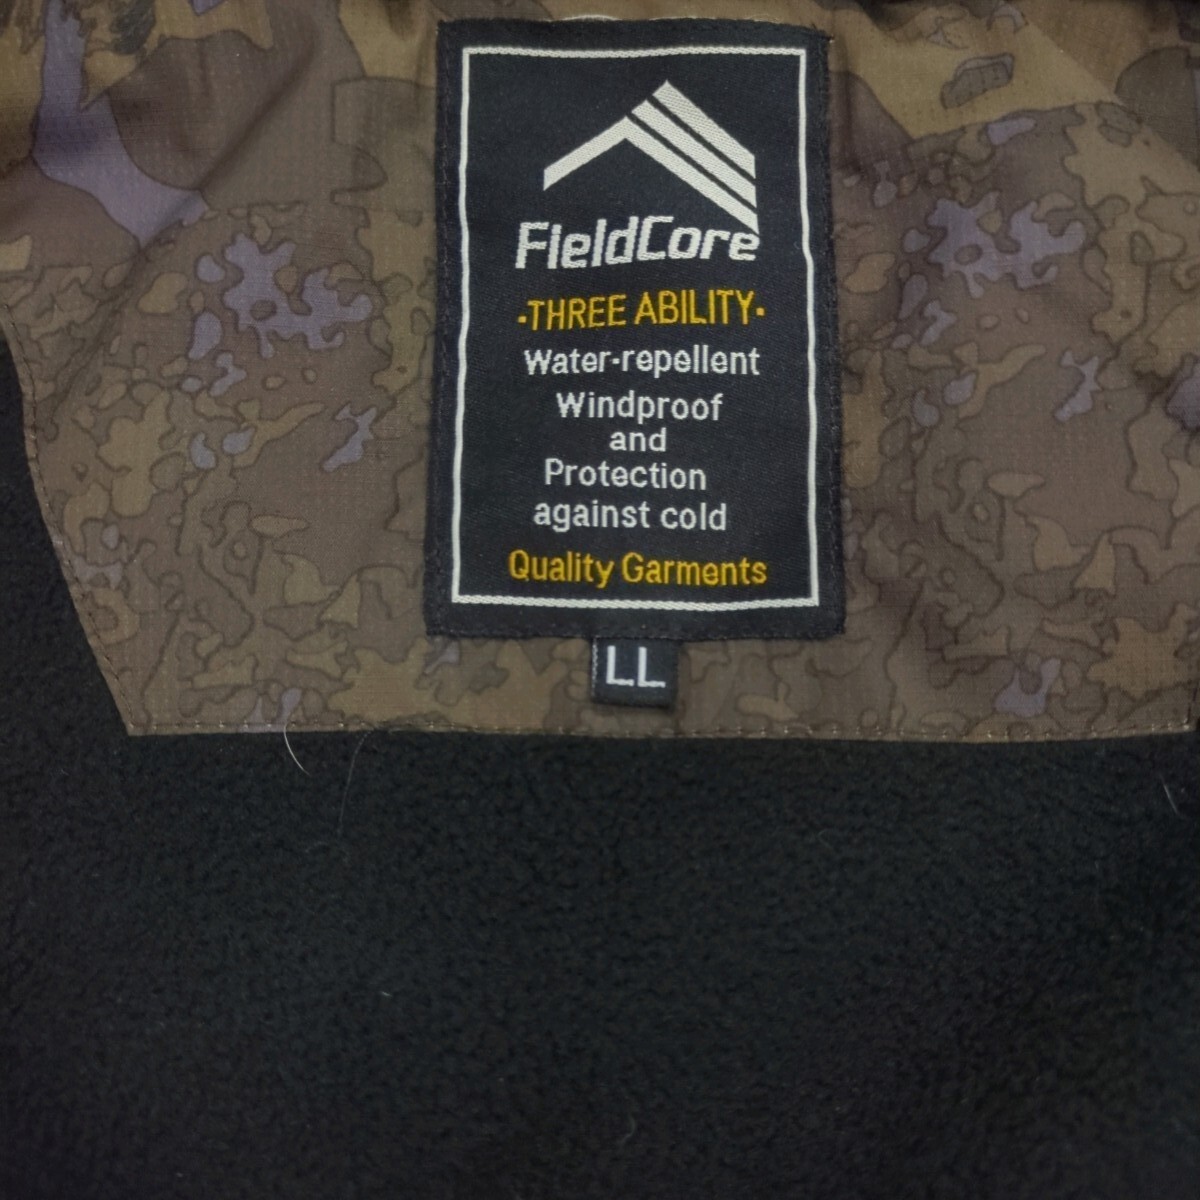 FieldCore
·THREE ABILITY·
Water-repellent
Windproof
and
Protection
against cold
Quality Garments
LL